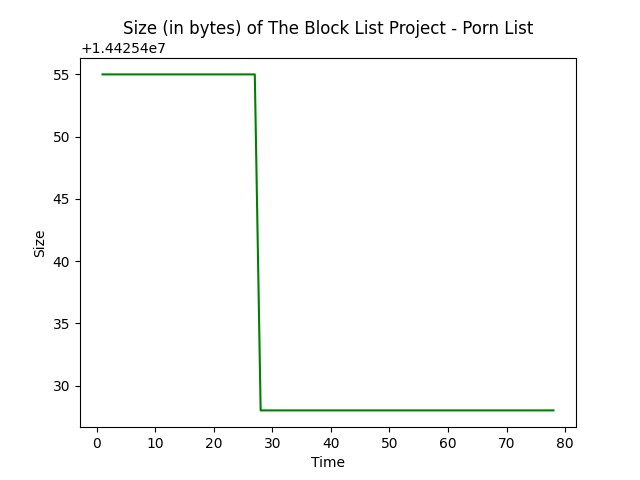 Size (in bytes) of The Block List Project - Porn List
+1.44254e7
55
50
45
40
35
30
Size
0 10 20 30 40 50 60 70 80
Time